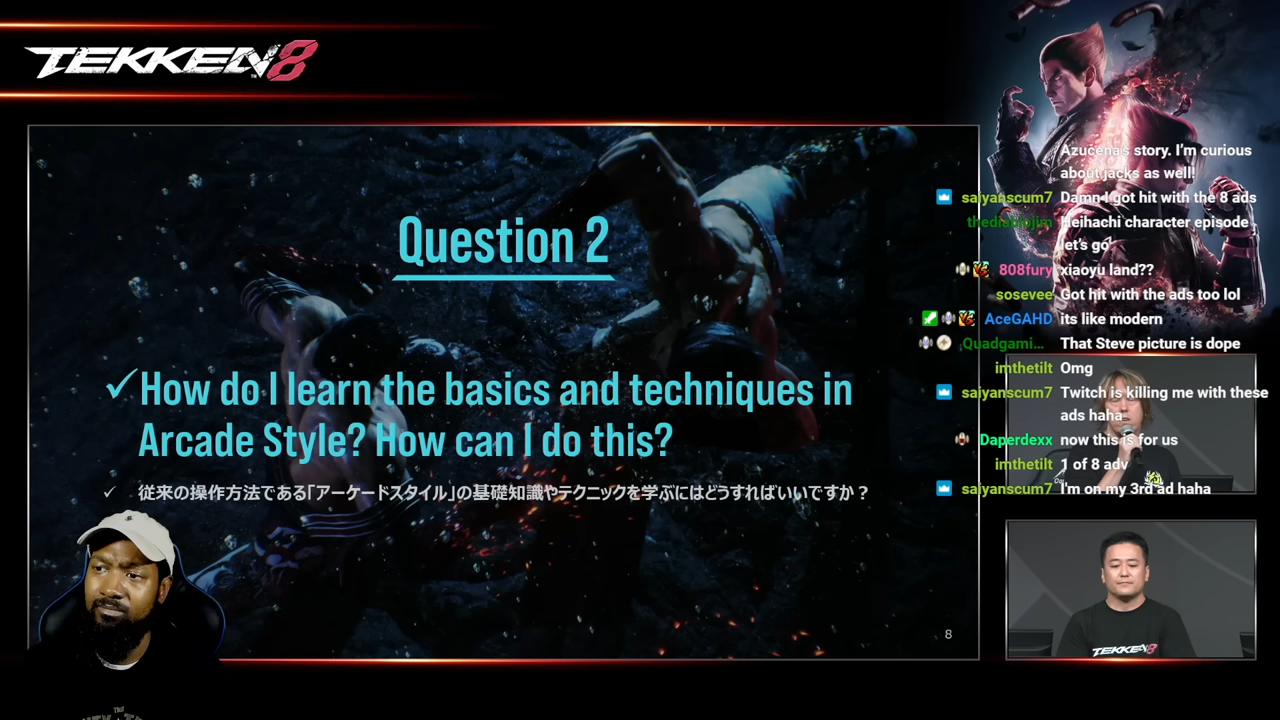 TEKKEN 8
Question 2
✓How do I learn the basics and techniques in
Arcade Style? How can I do this?
✓ 従来の操作方法である「アーケードスタイル」の基礎知識やテクニックを学ぶにはどうすればいいですか？
8
Azucena's story. I'm curious
about jacks as well!
saiyanscum7 Damn I got hit with the 8 ads
Heihachi character episode
let's go
808fury xiaoyu land??
sosevee Got hit with the ads too lol
AceGAHD its like modern
Quadgami... That Steve picture is dope
imthetilt Omg
saiyanscum7 Twitch is killing me with these
ads haha
Daperdexx now this is for us
imthetilt 1 of 8 adv
saiyanscum7 I'm on my 3rd ad haha
TEKKEN 8